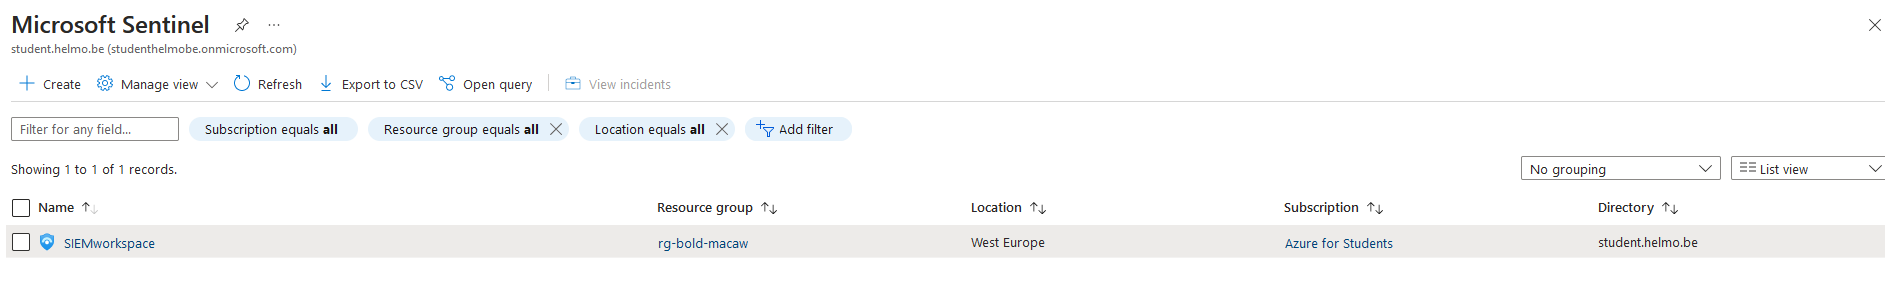 Microsoft Sentinel ...
student.helmo.be (studenthelmobe.onmicrosoft.com)
Create Manage view Refresh Export to CSV Open query View incidents
Filter for any field... Subscription equals all Resource group equals all Location equals all Add filter
Showing 1 to 1 of 1 records. No grouping List view
Name Resource group Location Subscription Directory
SIEMworkspace rg-bold-macaw West Europe Azure for Students student.helmo.be